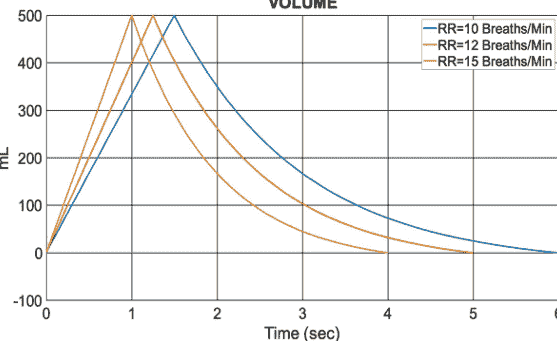 VOLUME
500
400
300
200
100
0
-100
mL
RR=10 Breaths/Min
RR=12 Breaths/Min
RR=15 Breaths/Min
0 1 2 3 4 5 6
Time (sec)